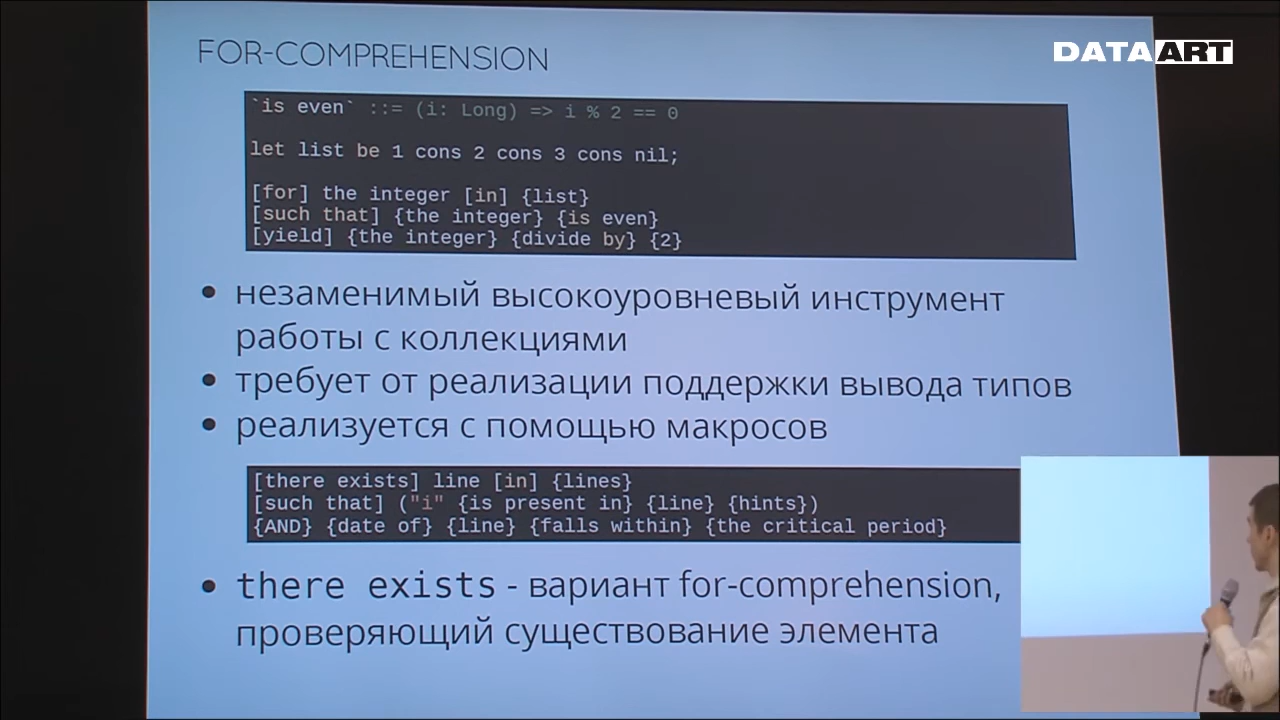 FOR-COMPREHENSION
DATAART
`is even` ::= (i: Long) => i % 2 == 0
let list be 1 cons 2 cons 3 cons nil;
[for] the integer [in] {list}
[such that] {the integer} {is even}
[yield] {the integer} {divide by} {2}
• незаменимый высокоуровневый инструмент
работы с коллекциями
• требует от реализации поддержки вывода типов
• реализуется с помощью макросов
[there exists] line [in] {lines}
[such that] ("i" {is present in} {line} {hints})
{AND} {date of} {line} {falls within} {the critical period}
• there exists - вариант for-comprehension,
проверяющий существование элемента